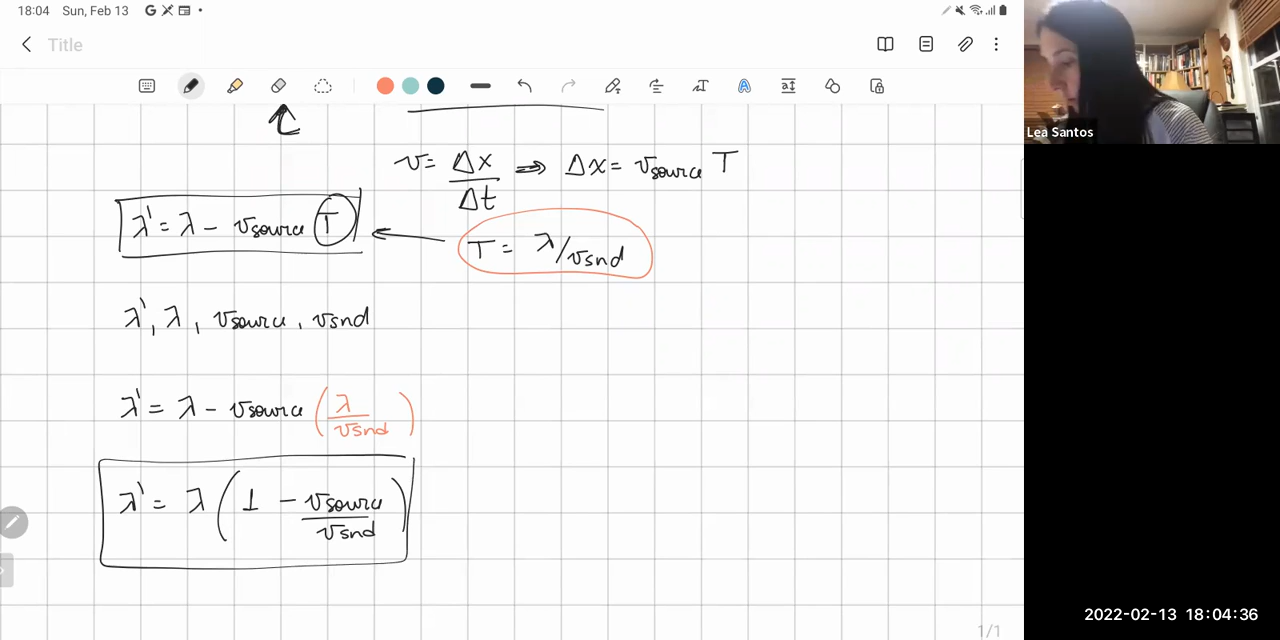 18:04 Sun, Feb 13
Title
v = Δx/Δt ⇒ Δx = vsource T
λ' = λ - vsource T
T = λ/vsnd
λ', λ, vsource, vsnd
λ' = λ - vsource (λ/vsnd)
λ' = λ (1 - vsource/vsnd)
1/1
Lea Santos
2022-02-13 18:04:36